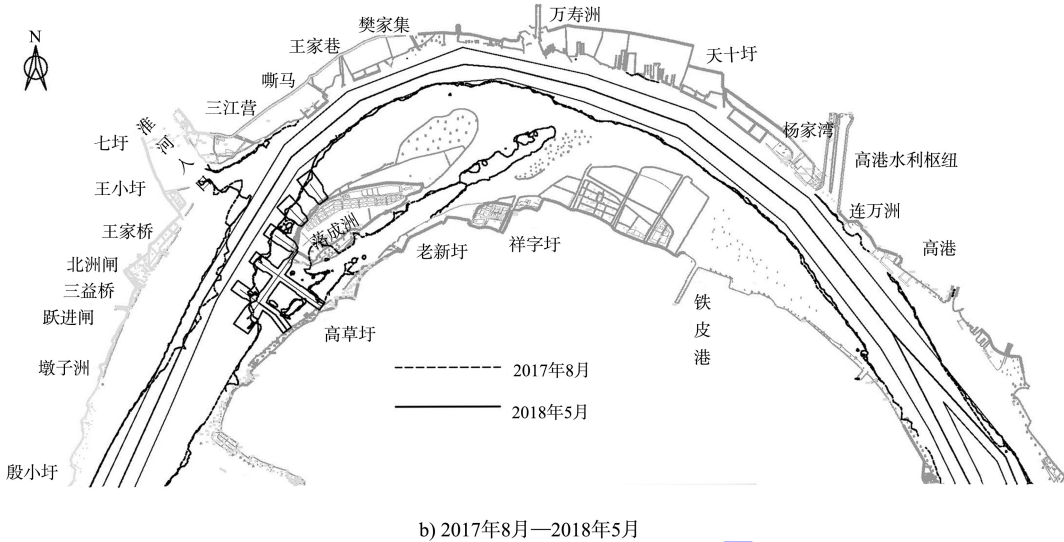 N
樊家集
万寿洲
王家巷
天十圩
嘶马
三江营
杨家湾
七圩
淮河入
高港水利枢纽
王小圩
落成洲
连万洲
王家桥
老新圩
祥字圩
高港
北洲闸
三益桥
跃进闸
高草圩
铁皮港
墩子洲
2017年8月
2018年5月
殷小圩
b) 2017年8月—2018年5月